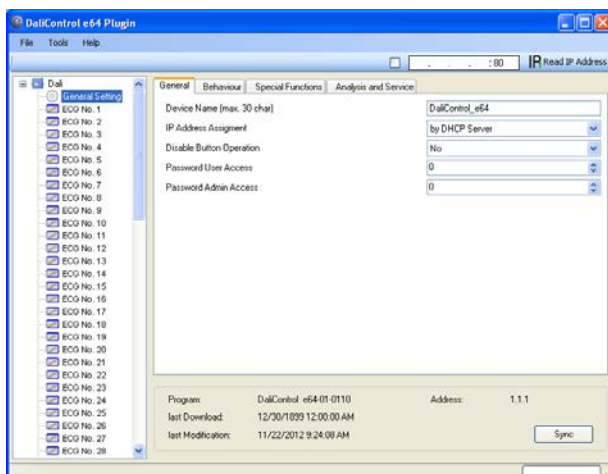 DaliControl e64 Plugin
File Tools Help
. . . :80 IP Read IP Address
Dali
General Setting
ECG No. 1
ECG No. 2
ECG No. 3
ECG No. 4
ECG No. 5
ECG No. 6
ECG No. 7
ECG No. 8
ECG No. 9
ECG No. 10
ECG No. 11
ECG No. 12
ECG No. 13
ECG No. 14
ECG No. 15
ECG No. 16
ECG No. 17
ECG No. 18
ECG No. 19
ECG No. 20
ECG No. 21
ECG No. 22
ECG No. 23
ECG No. 24
ECG No. 25
ECG No. 26
ECG No. 27
ECG No. 28
General Behaviour Special Functions Analysis and Service
Device Name (max. 30 char) DaliControl_e64
IP Address Assigment by DHCP Server
Disable Button Operation No
Password User Access 0
Password Admin Access 0
Program: DaliControl e64-01-0110 Address: 1.1.1
last Download: 12/30/1899 12:00:00 AM
last Modification: 11/22/2012 9:24:08 AM
Sync